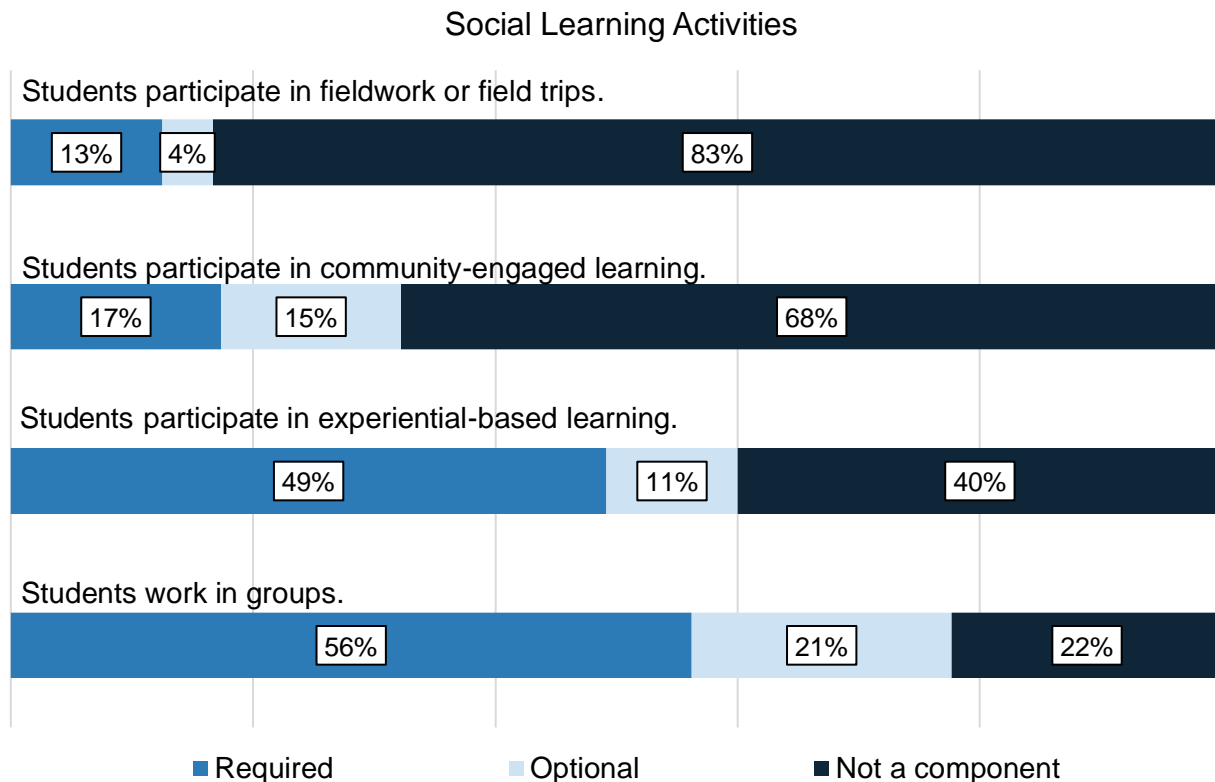 Social Learning Activities
Students participate in fieldwork or field trips.
13% 4% 83%
Students participate in community-engaged learning.
17% 15% 68%
Students participate in experiential-based learning.
49% 11% 40%
Students work in groups.
56% 21% 22%
Required Optional Not a component